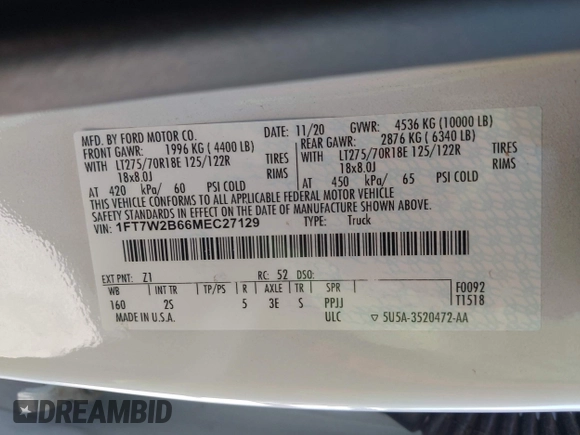 MFD. BY FORD MOTOR CO.
DATE: 11/20 GVWR: 4536 KG (10000 LB)
FRONT GAWR: 1996 KG ( 4400 LB) REAR GAWR: 2876 KG ( 6340 LB)
WITH LT275/70R18E 125/122R TIRES WITH LT275/70R18E 125/122R TIRES
18x8.0J RIMS 18x8.0J RIMS
AT 420 kPa/ 60 PSI COLD AT 450 kPa/ 65 PSI COLD
THIS VEHICLE CONFORMS TO ALL APPLICABLE FEDERAL MOTOR VEHICLE
SAFETY STANDARDS IN EFFECT ON THE DATE OF MANUFACTURE SHOWN ABOVE.
VIN: 1FT7W2B66MEC27129 TYPE: Truck
EXT PNT: Z1 RC: 52 DSO: F0092
WB INT TR TP/PS R AXLE TR SPR T1518
160 2S 5 3E S PPJJ
MADE IN U.S.A. ULC ▽ 5U5A-3520472-AA
DREAMBID